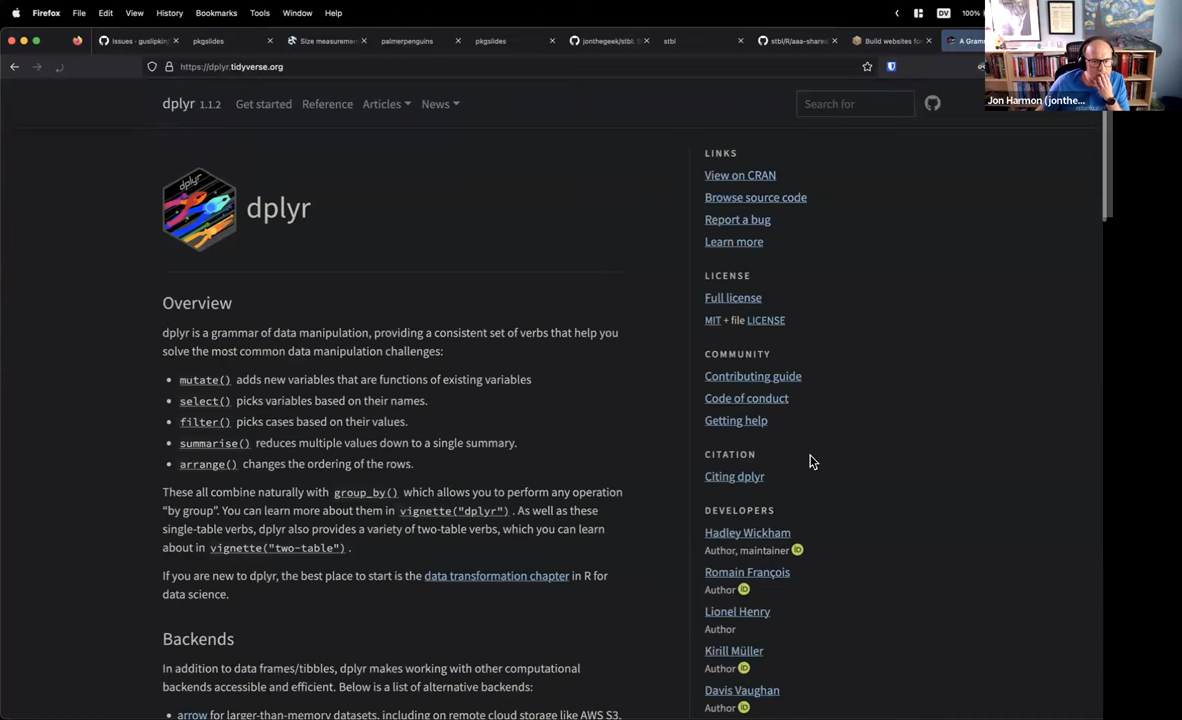 Firefox File Edit View History Bookmarks Tools Window Help
DV 100%
Issues · guslipkin/ pkgslides Size measuremen palmerpenguins pkgslides jonthegeek/stbl: stbl stbl/R/aaa-shared Build websites fo A Gramm
https://dplyr.tidyverse.org
Jon Harmon (jonthe...
dplyr 1.1.2 Get started Reference Articles News
Search for
dplyr
dplyr
Overview
dplyr is a grammar of data manipulation, providing a consistent set of verbs that help you
solve the most common data manipulation challenges:
• mutate() adds new variables that are functions of existing variables
• select() picks variables based on their names.
• filter() picks cases based on their values.
• summarise() reduces multiple values down to a single summary.
• arrange() changes the ordering of the rows.
These all combine naturally with group_by() which allows you to perform any operation
“by group”. You can learn more about them in vignette("dplyr") . As well as these
single-table verbs, dplyr also provides a variety of two-table verbs, which you can learn
about in vignette("two-table") .
If you are new to dplyr, the best place to start is the data transformation chapter in R for
data science.
Backends
In addition to data frames/tibbles, dplyr makes working with other computational
backends accessible and efficient. Below is a list of alternative backends:
• arrow for larger-than-memory datasets, including on remote cloud storage like AWS S3,
LINKS
View on CRAN
Browse source code
Report a bug
Learn more
LICENSE
Full license
MIT + file LICENSE
COMMUNITY
Contributing guide
Code of conduct
Getting help
CITATION
Citing dplyr
DEVELOPERS
Hadley Wickham
Author, maintainer iD
Romain François
Author iD
Lionel Henry
Author
Kirill Müller
Author iD
Davis Vaughan
Author iD